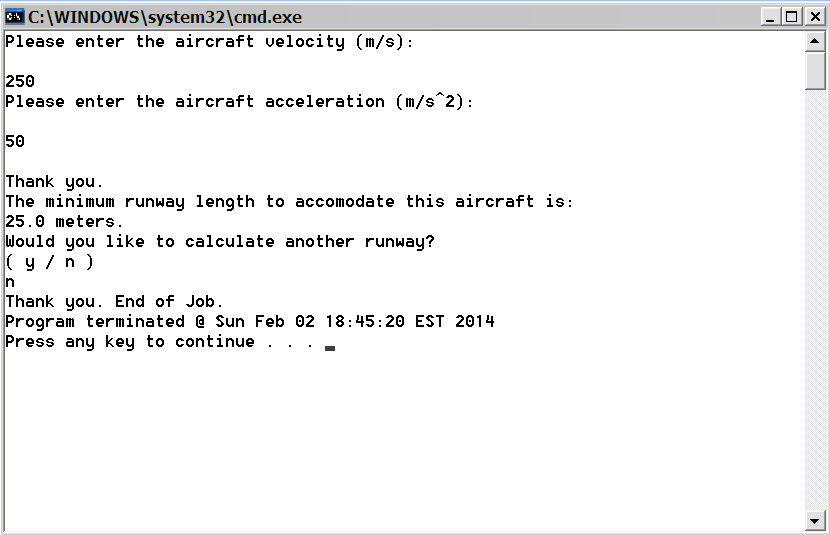 C:\WINDOWS\system32\cmd.exe
Please enter the aircraft velocity (m/s):
250
Please enter the aircraft acceleration (m/s^2):
50
Thank you.
The minimum runway length to accomodate this aircraft is:
25.0 meters.
Would you like to calculate another runway?
( y / n )
n
Thank you. End of Job.
Program terminated @ Sun Feb 02 18:45:20 EST 2014
Press any key to continue . . .